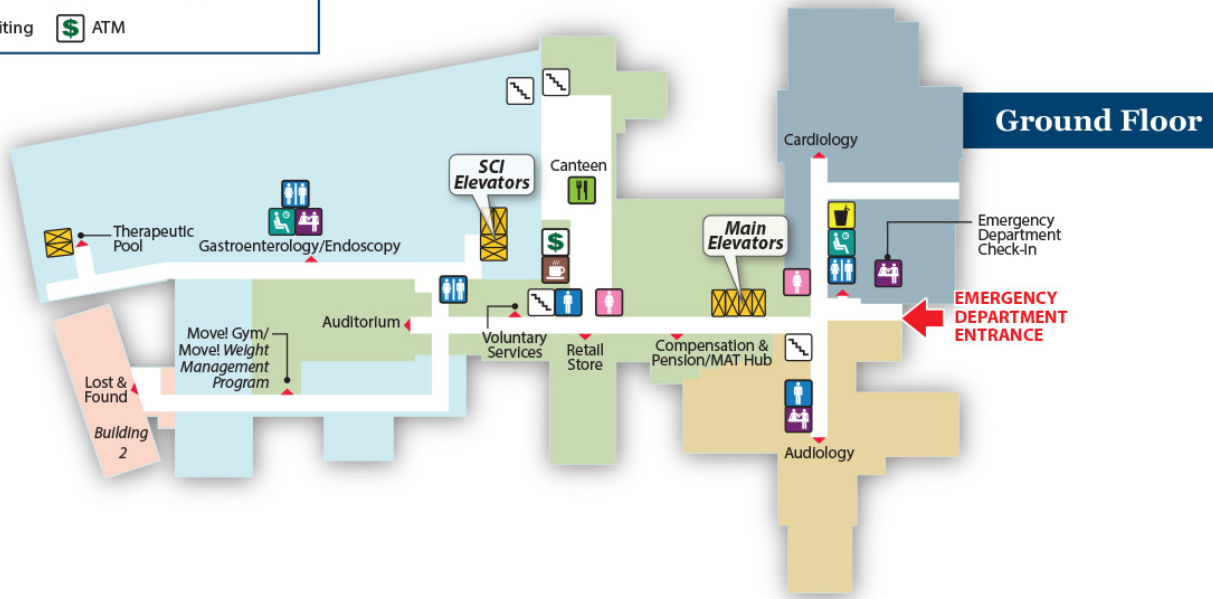 iting
$ ATM
Ground Floor
Cardiology
SCI
Elevators
Canteen
Main
Elevators
Emergency
Department
Check-in
Therapeutic
Pool
Gastroenterology/Endoscopy
$
EMERGENCY
DEPARTMENT
ENTRANCE
Auditorium
Voluntary
Services
Retail
Store
Compensation &
Pension/MAT Hub
Move! Gym/
Move! Weight
Management
Program
Lost &
Found
Building
2
Audiology